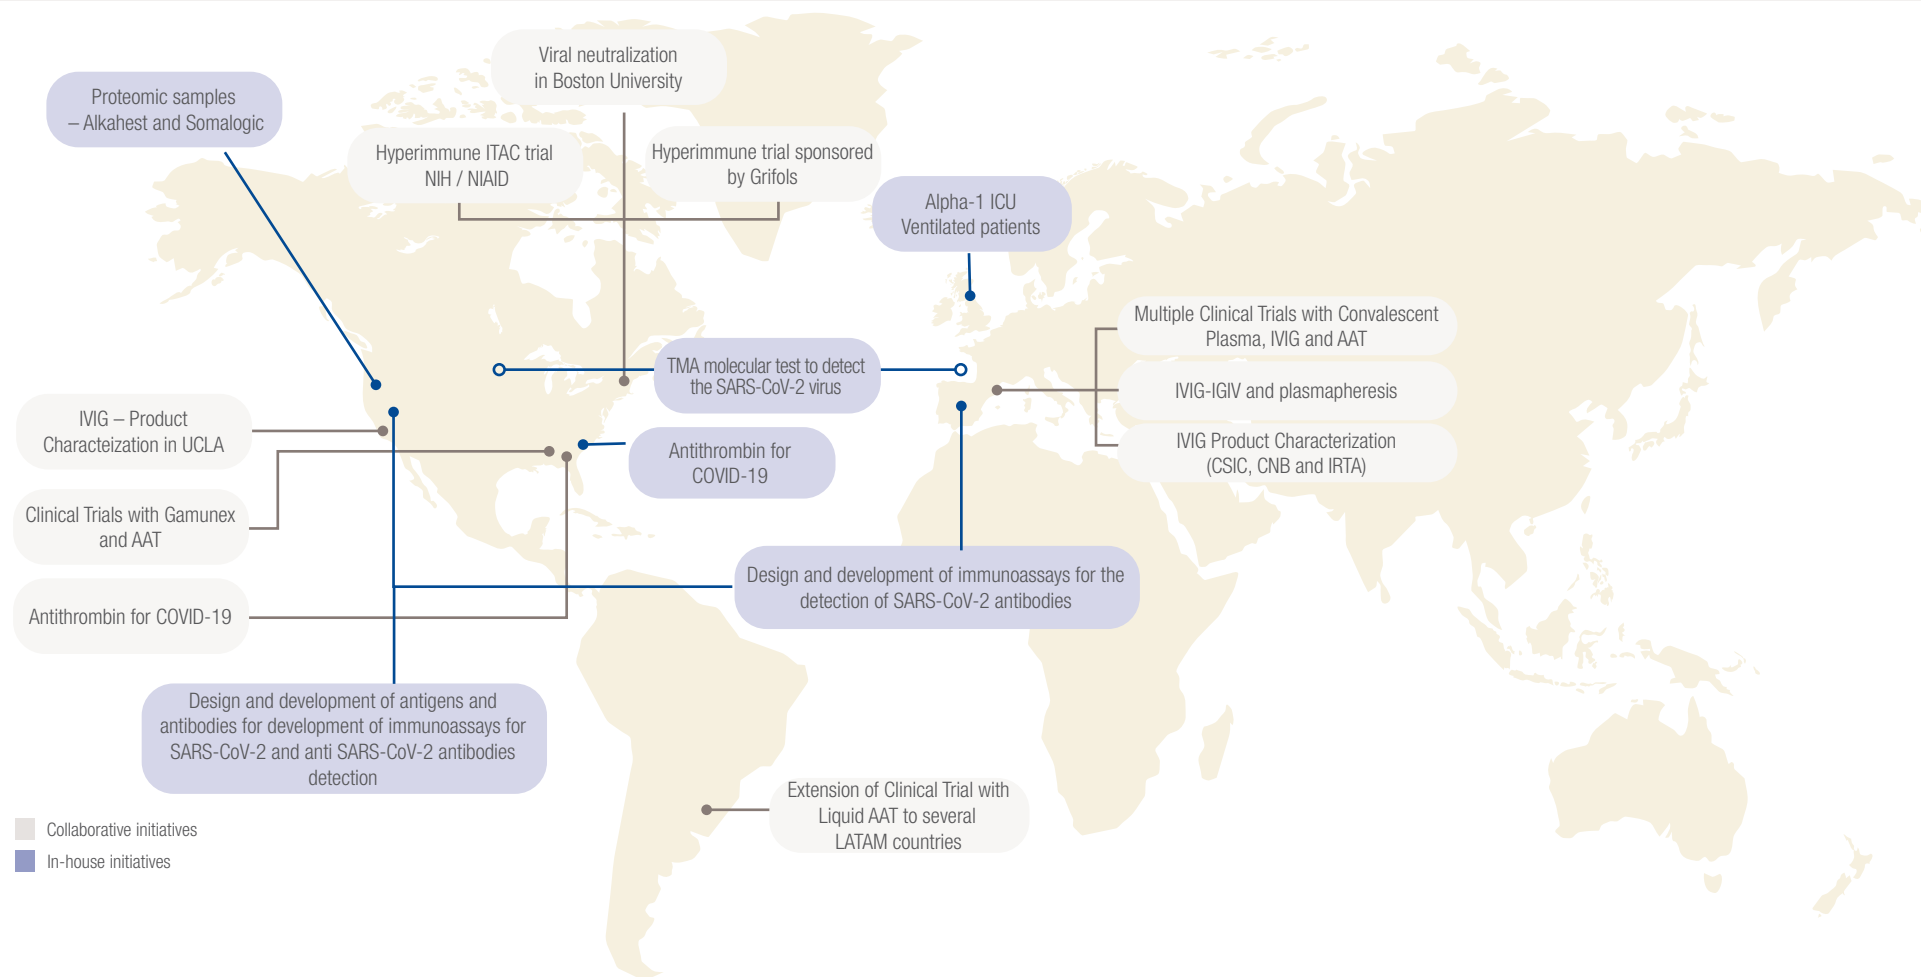 Viral neutralization
in Boston University
Proteomic samples
– Alkahest and Somalogic
Hyperimmune ITAC trial
NIH / NIAID
Hyperimmune trial sponsored
by Grifols
Alpha-1 ICU
Ventilated patients
Multiple Clinical Trials with Convalescent
Plasma, IVIG and AAT
TMA molecular test to detect
the SARS-CoV-2 virus
IVIG-IGIV and plasmapheresis
IVIG – Product
Characteization in UCLA
IVIG Product Characterization
(CSIC, CNB and IRTA)
Antithrombin for
COVID-19
Clinical Trials with Gamunex
and AAT
Design and development of immunoassays for the
detection of SARS-CoV-2 antibodies
Antithrombin for COVID-19
Design and development of antigens and
antibodies for development of immunoassays for
SARS-CoV-2 and anti SARS-CoV-2 antibodies
detection
Extension of Clinical Trial with
Liquid AAT to several
LATAM countries
Collaborative initiatives
In-house initiatives